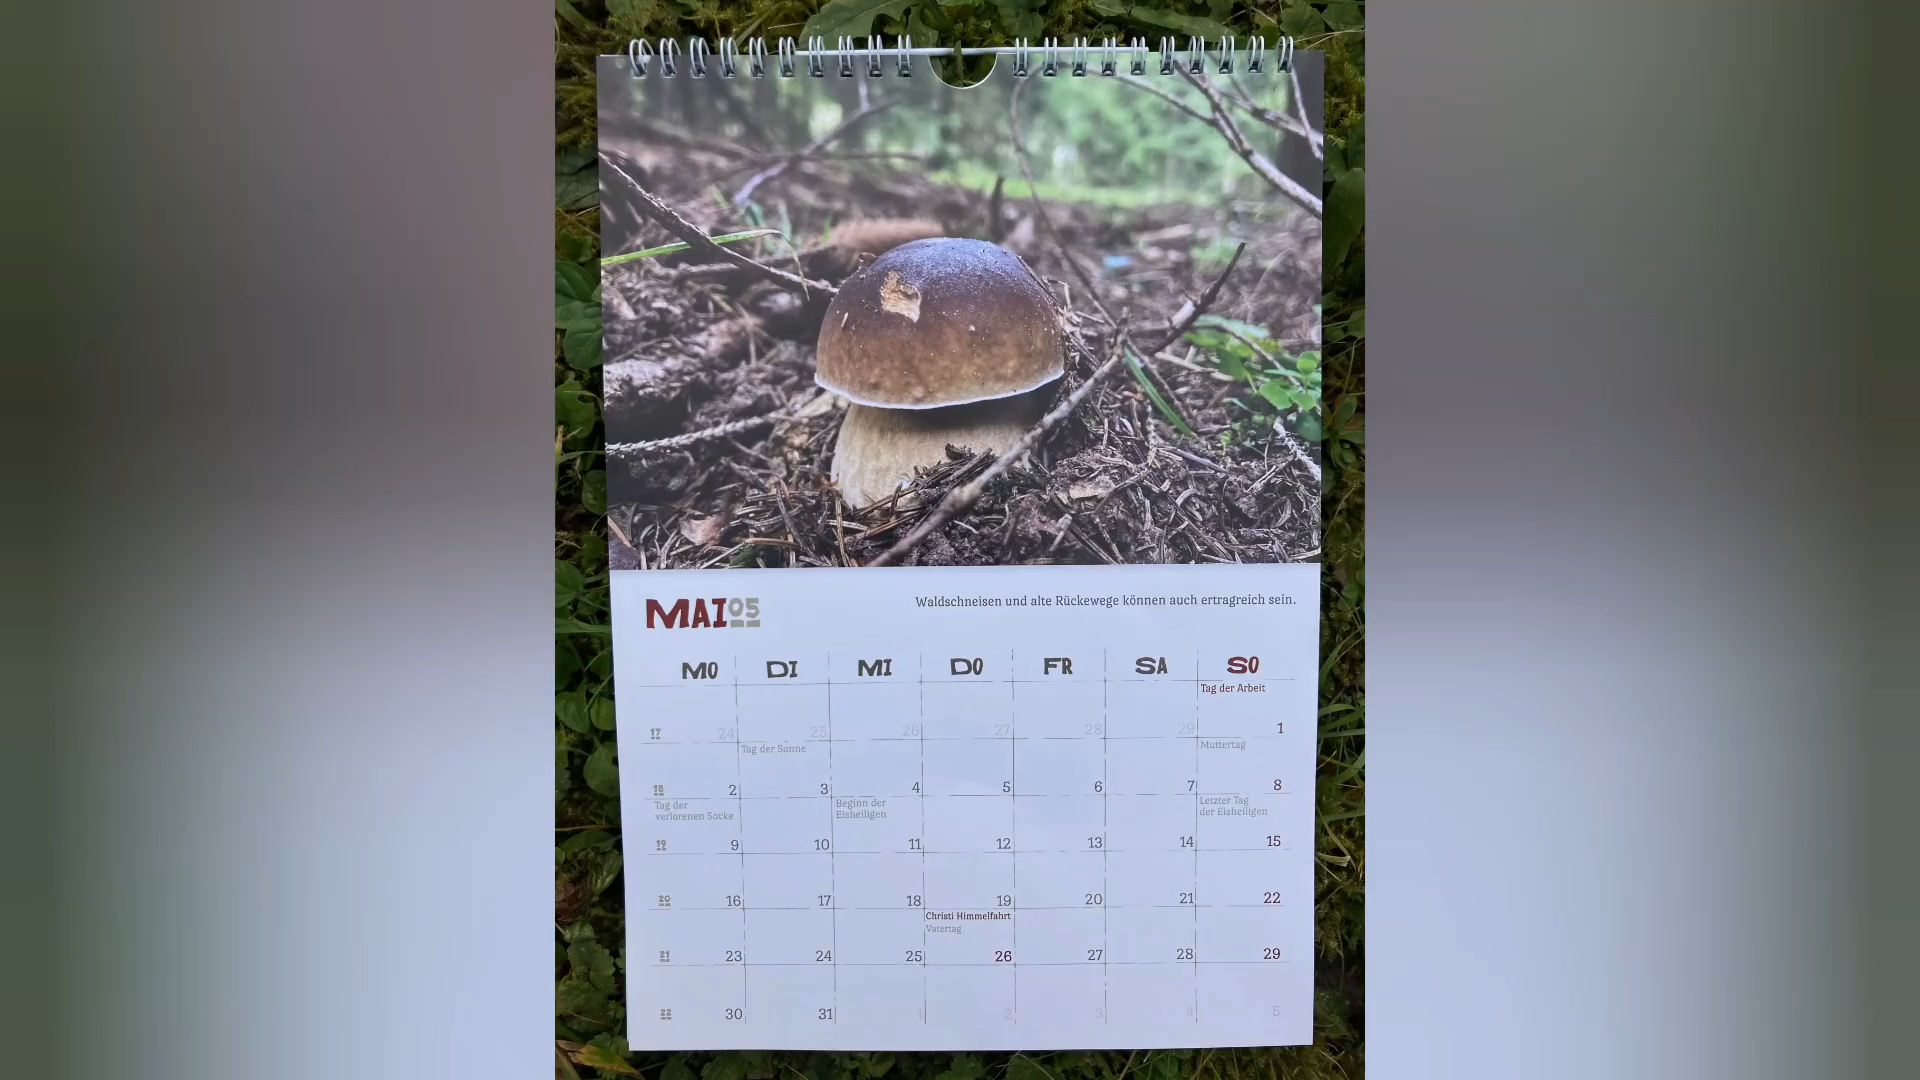 MAI 05
Waldschneisen und alte Rückewege können auch ertragreich sein.
MO DI MI DO FR SA SO
Tag der Arbeit
17 24 25 26 27 28 29 1
Tag der Sonne Muttertag
18 2 3 4 5 6 7 8
Tag der
verlorenen Socke
Beginn der
Eisheiligen
Letzter Tag
der Eisheiligen
19 9 10 11 12 13 14 15
20 16 17 18 19 20 21 22
Christi Himmelfahrt
Vatertag
21 23 24 25 26 27 28 29
22 30 31 1 2 3 4 5